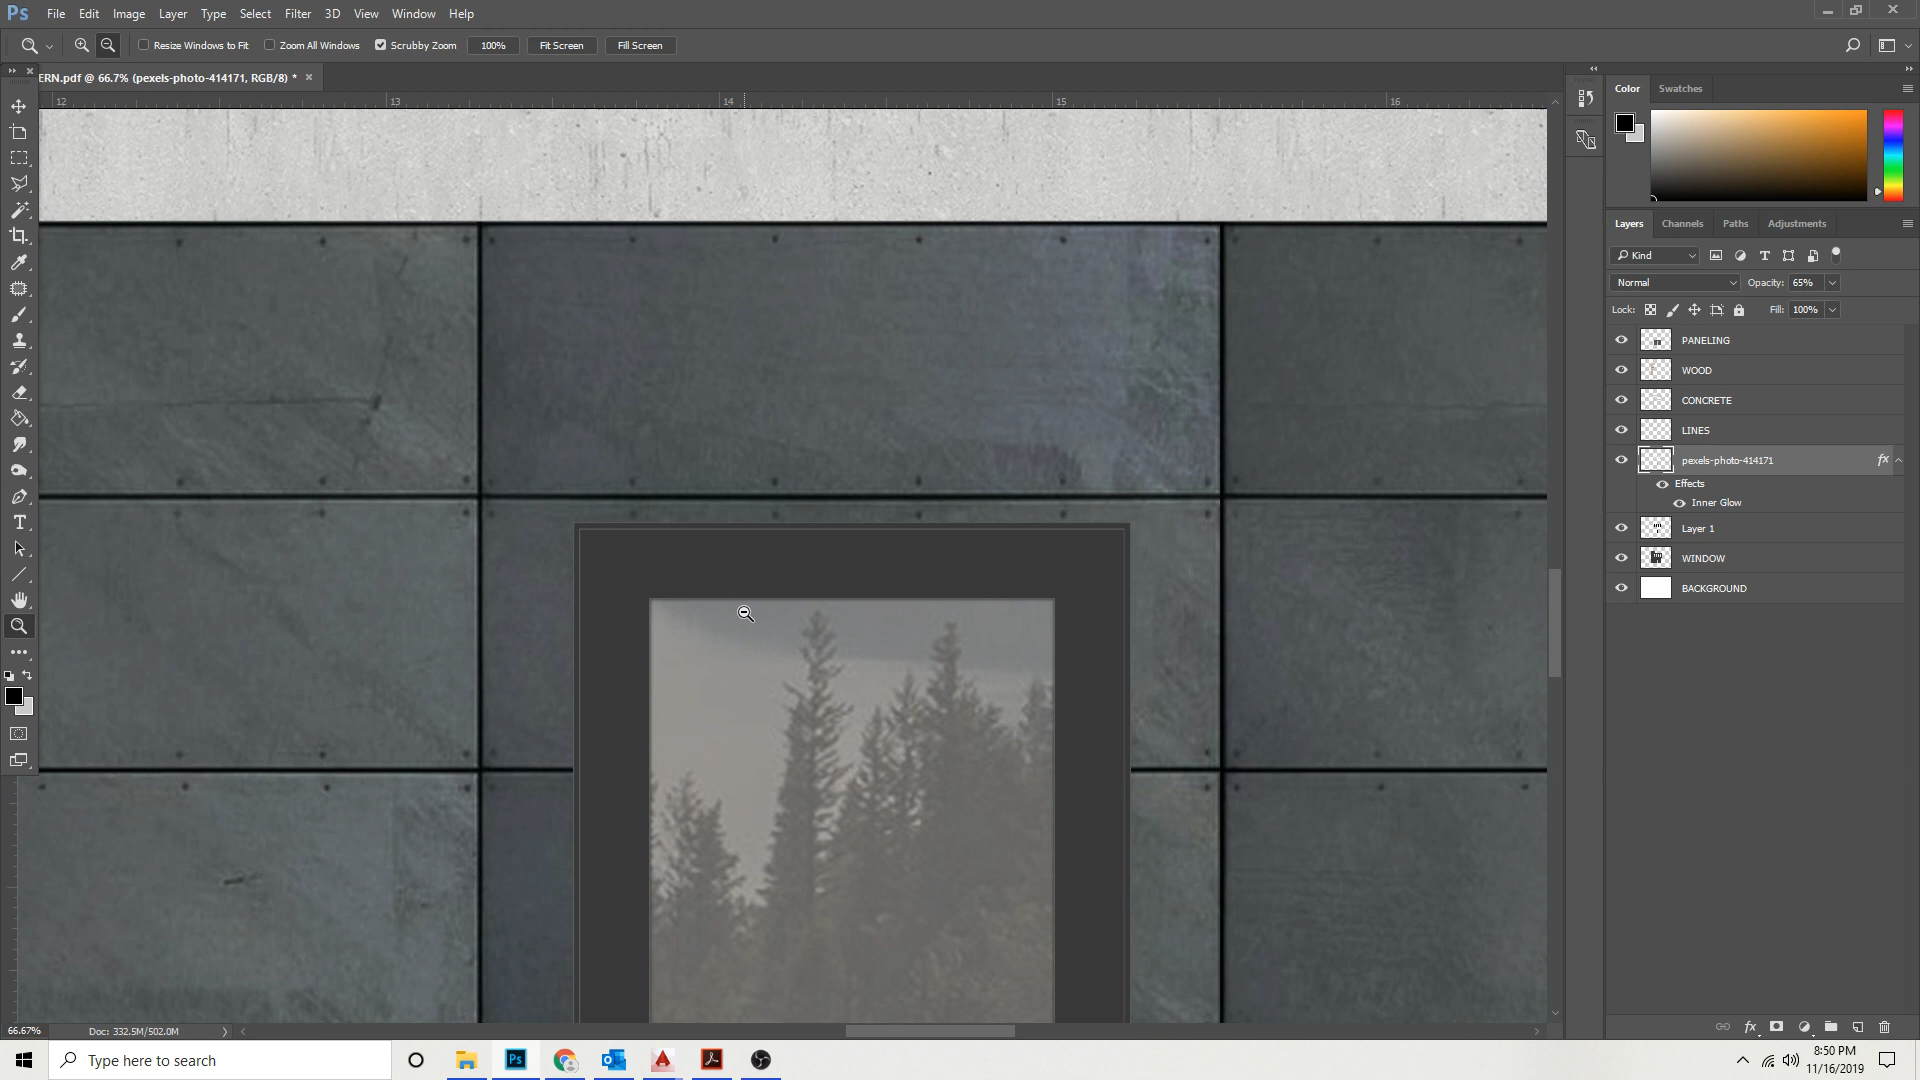 Ps File Edit Image Layer Type Select Filter 3D View Window Help
Resize Windows to Fit Zoom All Windows Scrubby Zoom 100% Fit Screen Fill Screen
ERN.pdf @ 66.7% (pexels-photo-414171, RGB/8) *
12 13 14 15 16
Color Swatches
Layers Channels Paths Adjustments
Kind
Normal Opacity: 65%
Lock: Fill: 100%
PANELING
WOOD
CONCRETE
LINES
pexels-photo-414171 fx
Effects
Inner Glow
Layer 1
WINDOW
BACKGROUND
66.67% Doc: 332.5M/502.0M
fx
Type here to search
Ps
8:50 PM
11/16/2019